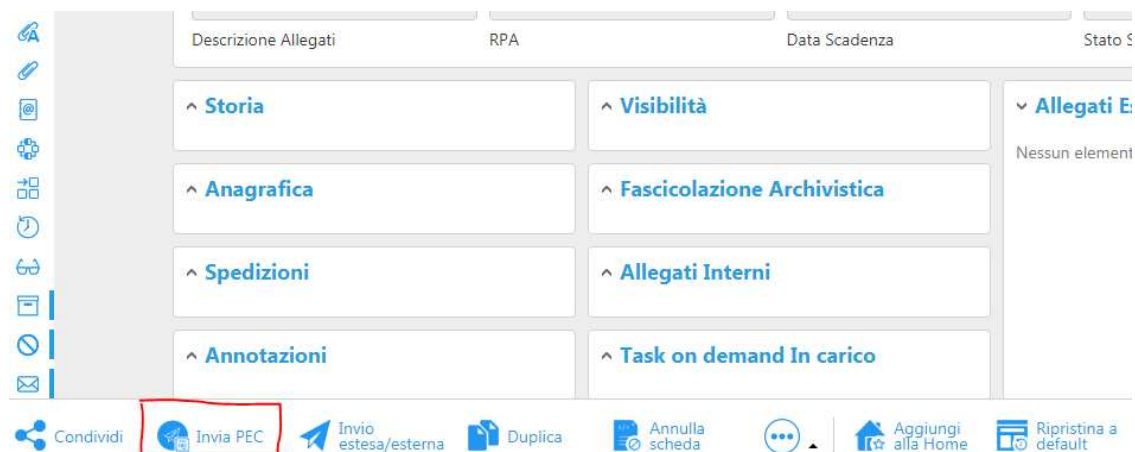 Descrizione Allegati RPA Data Scadenza Stato S
Storia Visibilità Allegati E
Nessun element
Anagrafica Fascicolazione Archivistica
Spedizioni Allegati Interni
Annotazioni Task on demand In carico
Condividi Invia PEC Invio estesa/esterna Duplica Annulla scheda Aggiungi alla Home Ripristina a default